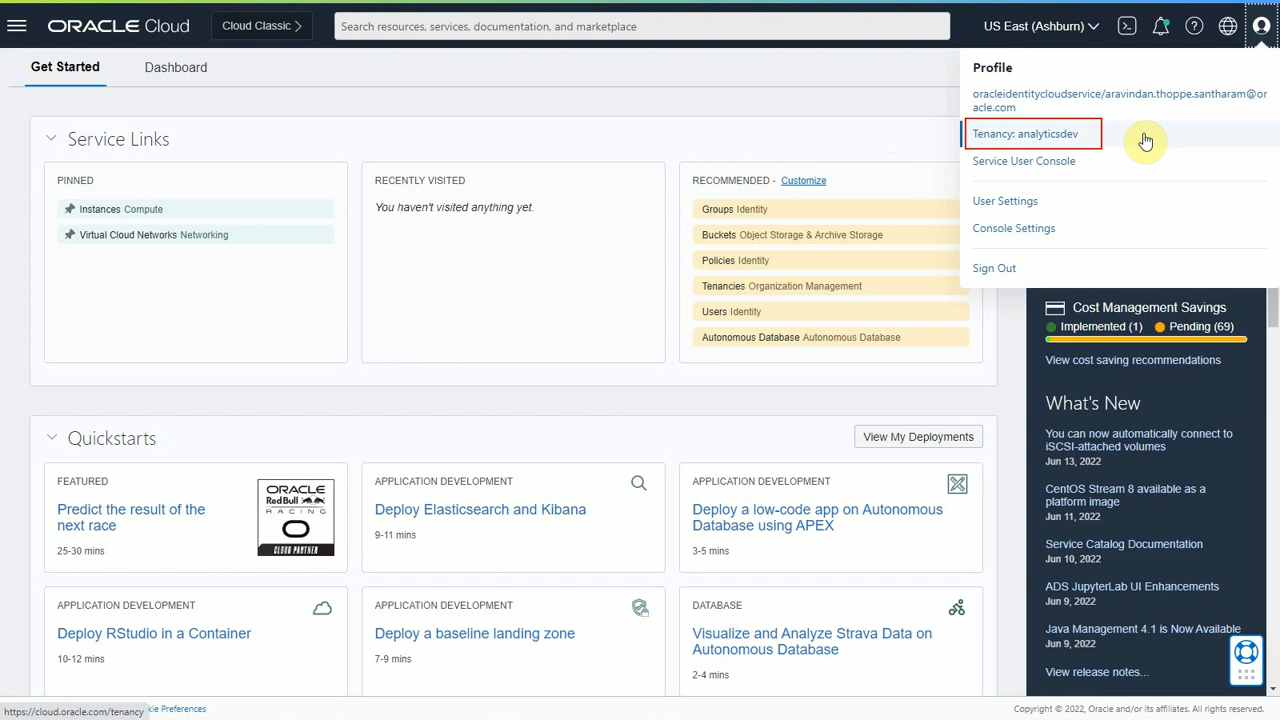 ORACLE Cloud
Cloud Classic
Search resources, services, documentation, and marketplace
US East (Ashburn)
Get Started
Dashboard
Profile
oracleidentitycloudservice/aravindan.thoppe.santharam@or
acle.com
Tenancy: analyticsdev
Service User Console
User Settings
Console Settings
Sign Out
Service Links
PINNED
Instances Compute
Virtual Cloud Networks Networking
RECENTLY VISITED
You haven't visited anything yet.
RECOMMENDED - Customize
Groups Identity
Buckets Object Storage & Archive Storage
Policies Identity
Tenancies Organization Management
Users Identity
Autonomous Database Autonomous Database
Cost Management Savings
Implemented (1) Pending (69)
View cost saving recommendations
What's New
You can now automatically connect to
iSCSI-attached volumes
Jun 13, 2022
CentOS Stream 8 available as a
platform image
Jun 11, 2022
Service Catalog Documentation
Jun 10, 2022
ADS JupyterLab UI Enhancements
Jun 9, 2022
Java Management 4.1 is Now Available
Jun 9, 2022
View release notes...
Quickstarts
View My Deployments
FEATURED
Predict the result of the
next race
25-30 mins
ORACLE
Red Bull
RACING
CLOUD PARTNER
APPLICATION DEVELOPMENT
Deploy Elasticsearch and Kibana
9-11 mins
APPLICATION DEVELOPMENT
Deploy a low-code app on Autonomous
Database using APEX
3-5 mins
APPLICATION DEVELOPMENT
Deploy RStudio in a Container
10-12 mins
APPLICATION DEVELOPMENT
Deploy a baseline landing zone
7-9 mins
DATABASE
Visualize and Analyze Strava Data on
Autonomous Database
2-4 mins
https://cloud.oracle.com/tenancy
kie Preferences
Copyright © 2022, Oracle and/or its affiliates. All rights reserved.